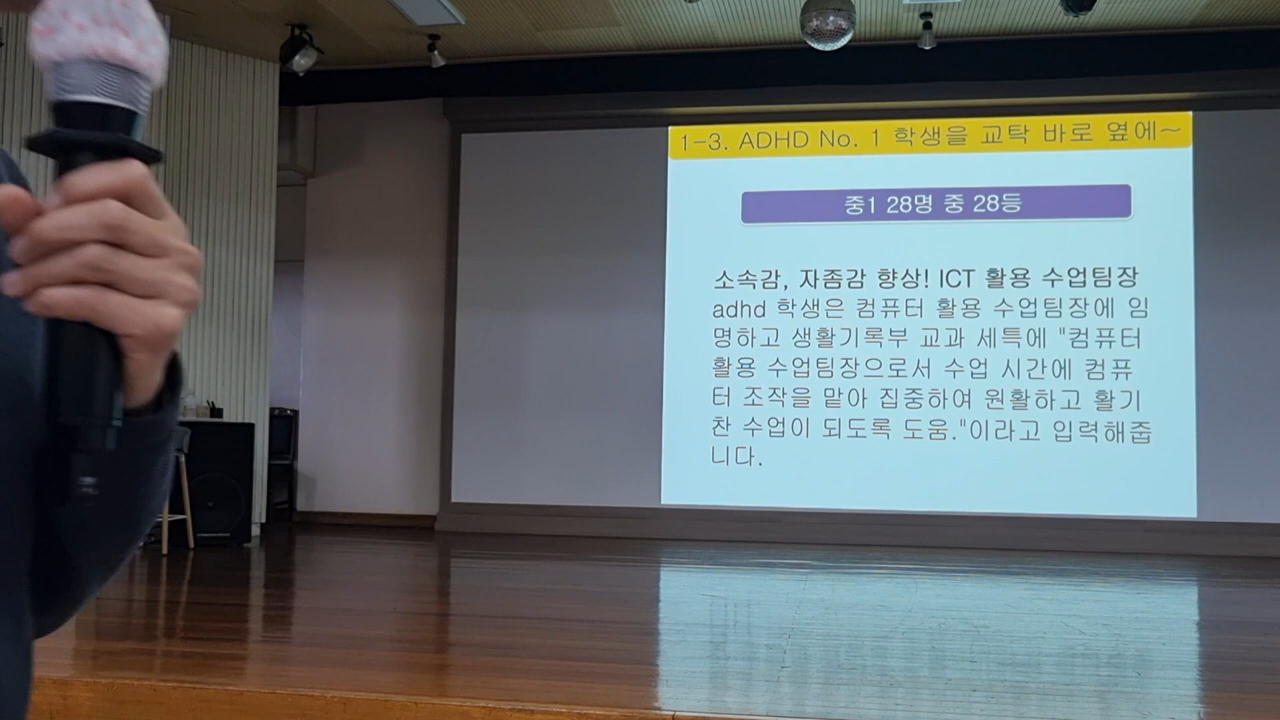 1-3. ADHD No. 1 학생을 교탁 바로 옆에~
중1 28명 중 28등
소속감, 자좀감 향상! ICT 활용 수업팀장
adhd 학생은 컴퓨터 활용 수업팀장에 임
명하고 생활기록부 교과 세특에 "컴퓨터
활용 수업팀장으로서 수업 시간에 컴퓨
터 조작을 맡아 집중하여 원활하고 활기
찬 수업이 되도록 도움."이라고 입력해줍
니다.